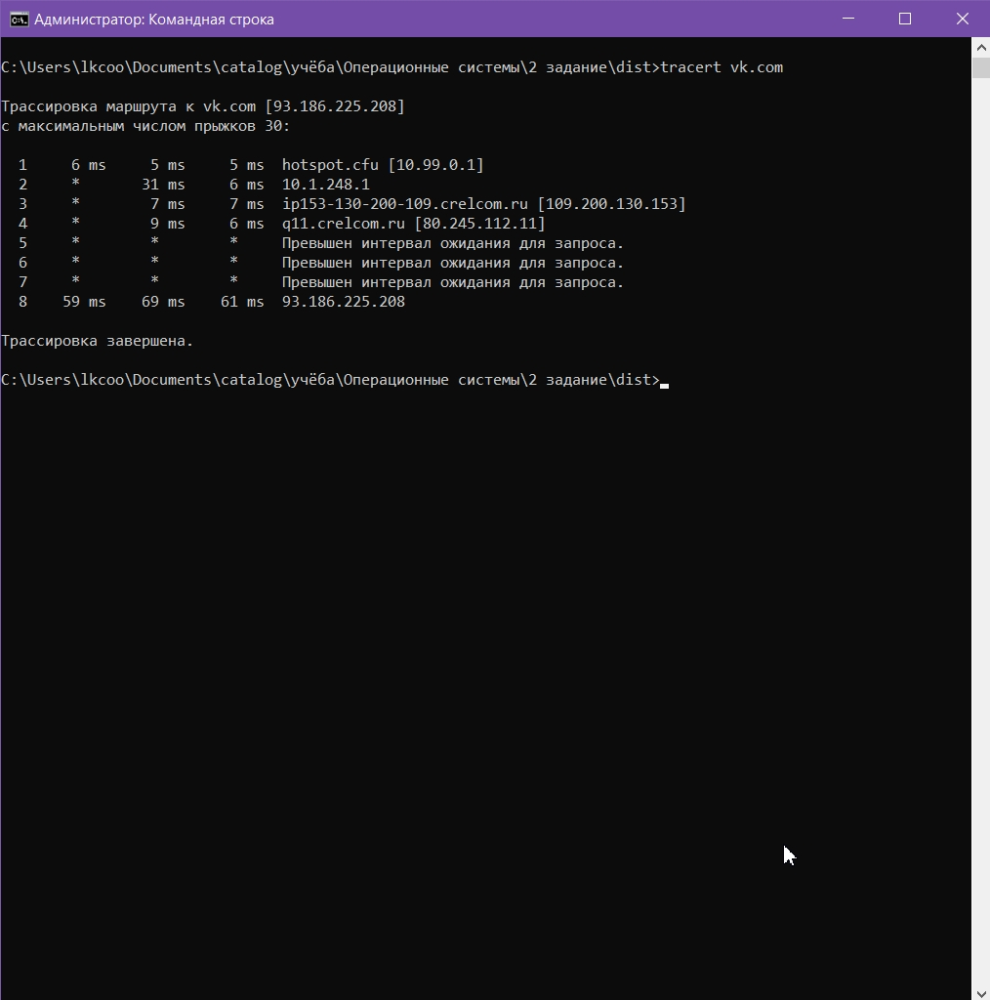 Администратор: Командная строка
C:\Users\lkcoo\Documents\catalog\учёба\Операционные системы\2 задание\dist>tracert vk.com
Трассировка маршрута к vk.com [93.186.225.208]
с максимальным числом прыжков 30:
1 6 ms 5 ms 5 ms hotspot.cfu [10.99.0.1]
2 * 31 ms 6 ms 10.1.248.1
3 * 7 ms 7 ms ip153-130-200-109.crelcom.ru [109.200.130.153]
4 * 9 ms 6 ms q11.crelcom.ru [80.245.112.11]
5 * * * Превышен интервал ожидания для запроса.
6 * * * Превышен интервал ожидания для запроса.
7 * * * Превышен интервал ожидания для запроса.
8 59 ms 69 ms 61 ms 93.186.225.208
Трассировка завершена.
C:\Users\lkcoo\Documents\catalog\учёба\Операционные системы\2 задание\dist>